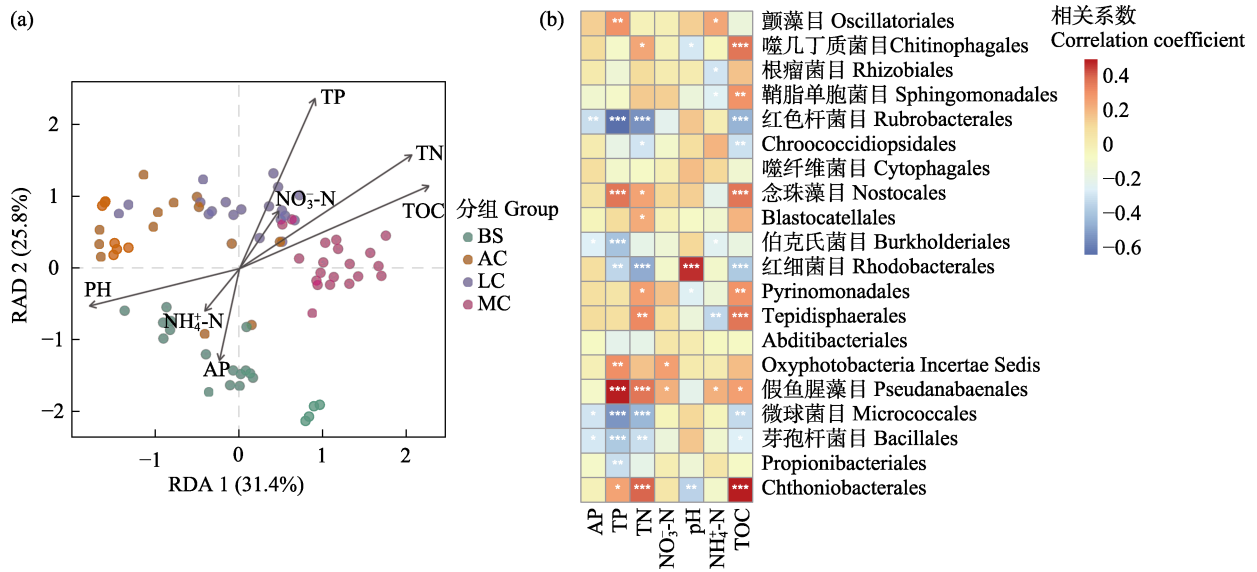 (a)
TP
TN
NO₃⁻-N
TOC
PH
NH₄⁺-N
AP
2
1
0
−1
−2
RAD 2 (25.8%)
−1
0
1
2
RDA 1 (31.4%)
分组 Group
BS
AC
LC
MC
(b)
** * 颤藻目 Oscillatoriales
* * *** 噬几丁质菌目Chitinophagales
* 根瘤菌目 Rhizobiales
* ** 鞘脂单胞菌目 Sphingomonadales
** *** *** *** 红色杆菌目 Rubrobacterales
* ** Chroococcidiopsidales
噬纤维菌目 Cytophagales
*** * *** 念珠藻目 Nostocales
* Blastocatellales
* *** * 伯克氏菌目 Burkholderiales
** *** *** *** 红细菌目 Rhodobacterales
* * ** Pyrinomonadales
** ** *** Tepidisphaerales
Abditibacteriales
** * Oxyphotobacteria Incertae Sedis
*** *** * * * 假鱼腥藻目 Pseudanabaenales
* *** *** ** 微球菌目 Micrococcales
* *** ** * 芽孢杆菌目 Bacillales
** Propionibacteriales
* *** ** *** Chthoniobacterales
AP
TP
TN
NO₃⁻-N
pH
NH₄⁺-N
TOC
相关系数
Correlation coefficient
0.4
0.2
0
−0.2
−0.4
−0.6